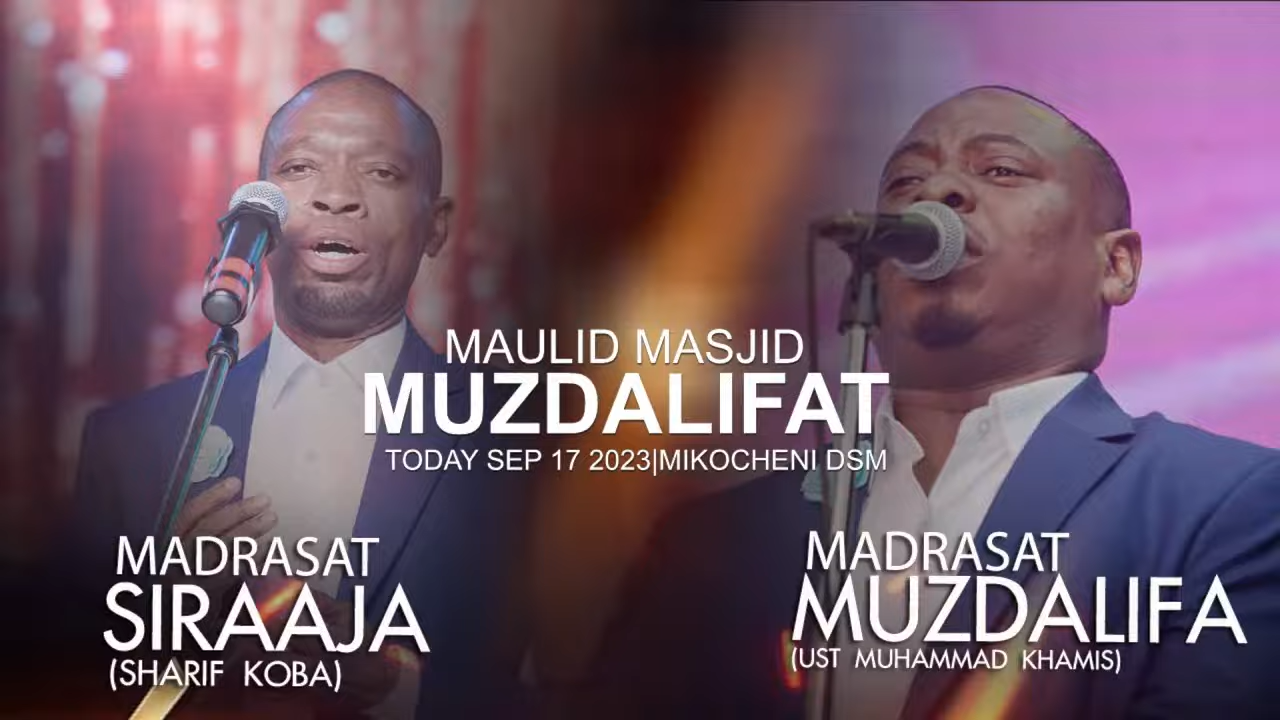 MAULID MASJID
MUZDALIFAT
TODAY SEP 17 2023|MIKOCHENI DSM
MADRASAT
SIRAAJA
(SHARIF KOBA)
MADRASAT
MUZDALIFA
(UST MUHAMMAD KHAMIS)